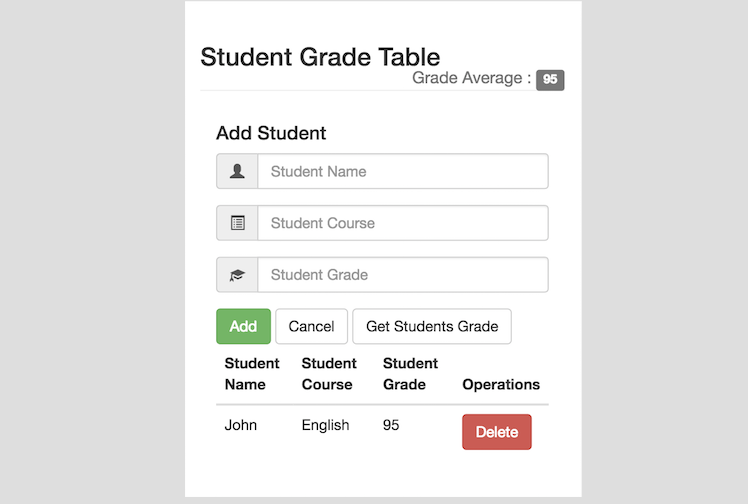 Student Grade Table
Grade Average : 95
Add Student
Student Name
Student Course
Student Grade
Add Cancel Get Students Grade
Student Name Student Course Student Grade Operations
John English 95 Delete